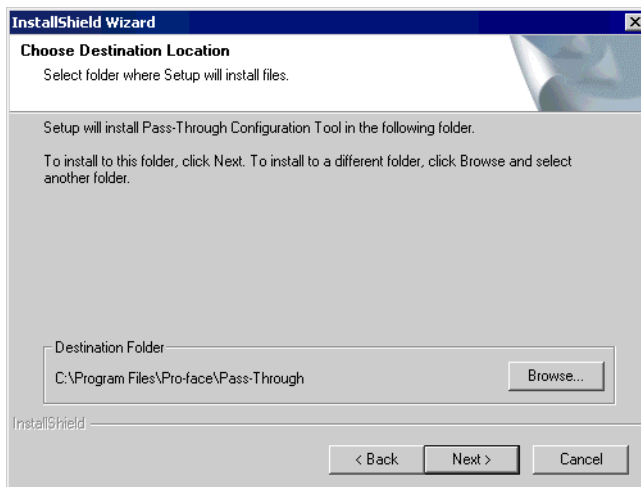 InstallShield Wizard
Choose Destination Location
Select folder where Setup will install files.
Setup will install Pass-Through Configuration Tool in the following folder.
To install to this folder, click Next. To install to a different folder, click Browse and select
another folder.
Destination Folder
C:\Program Files\Pro-face\Pass-Through
Browse...
InstallShield
< Back
Next >
Cancel